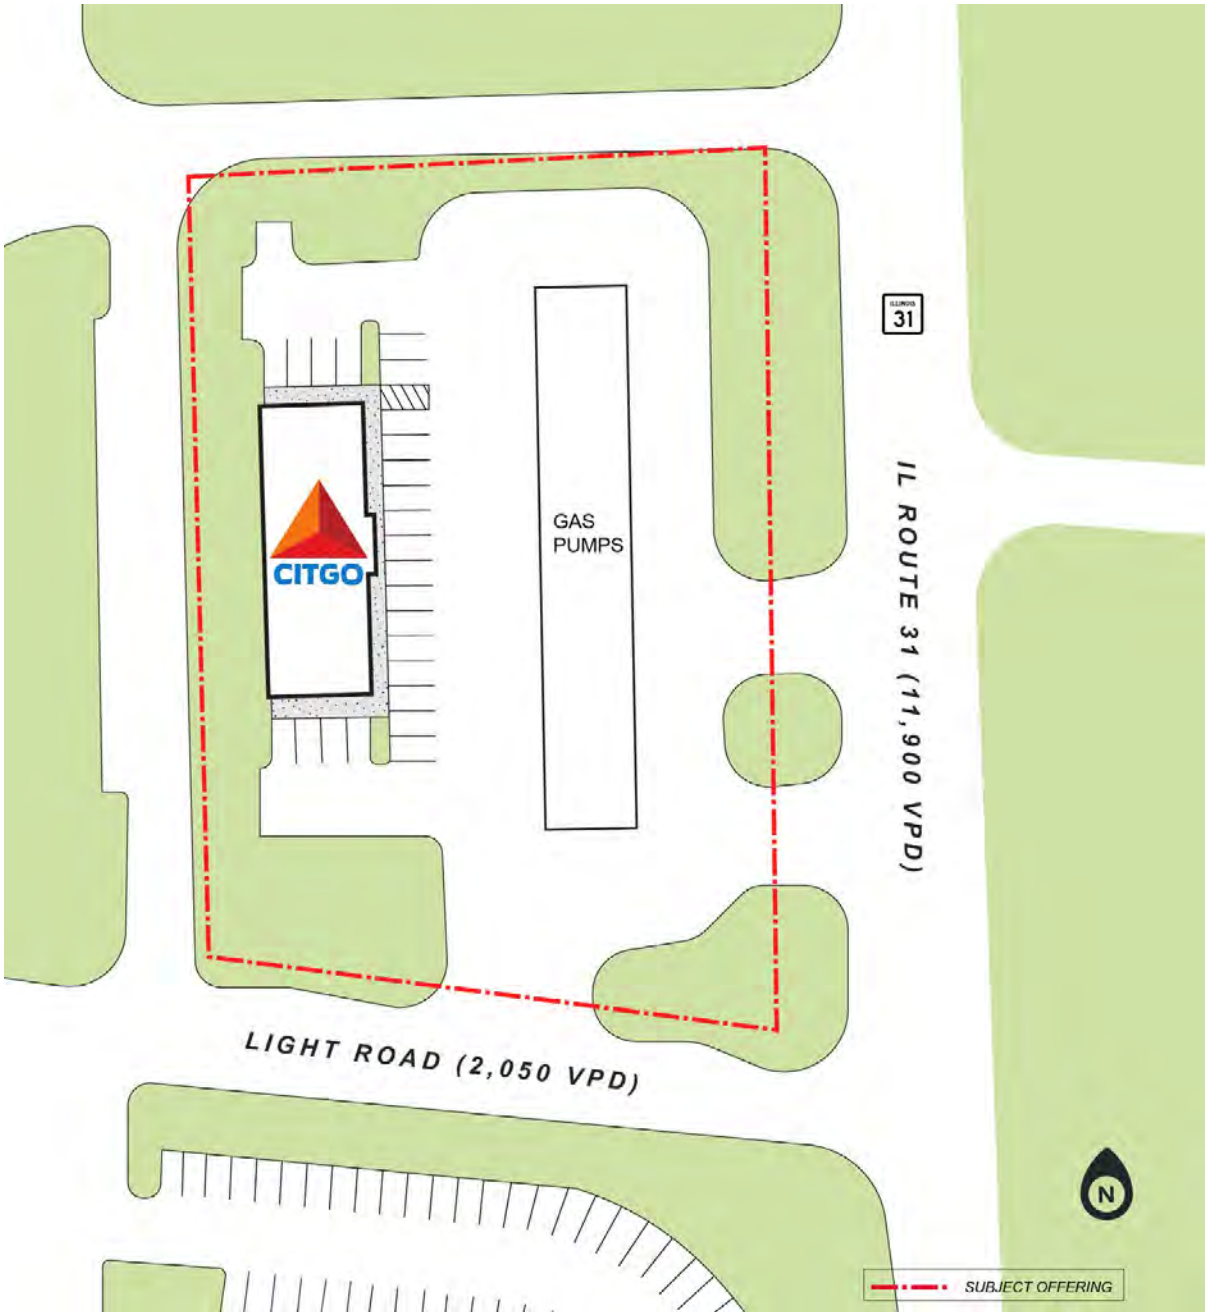 ILLINOIS
31
CITGO
GAS
PUMPS
IL ROUTE 31 (11,900 VPD)
LIGHT ROAD (2,050 VPD)
N
SUBJECT OFFERING